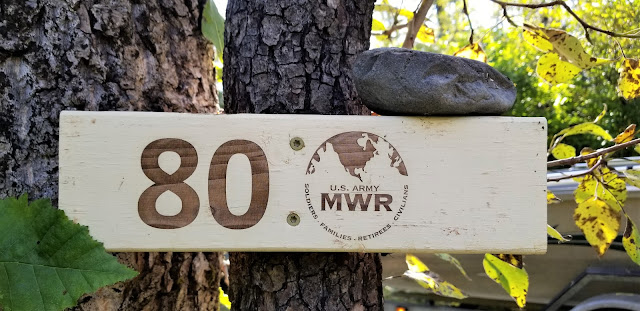 80
U.S. ARMY
MWR
SOLDIERS · FAMILIES · RETIREES · CIVILIANS